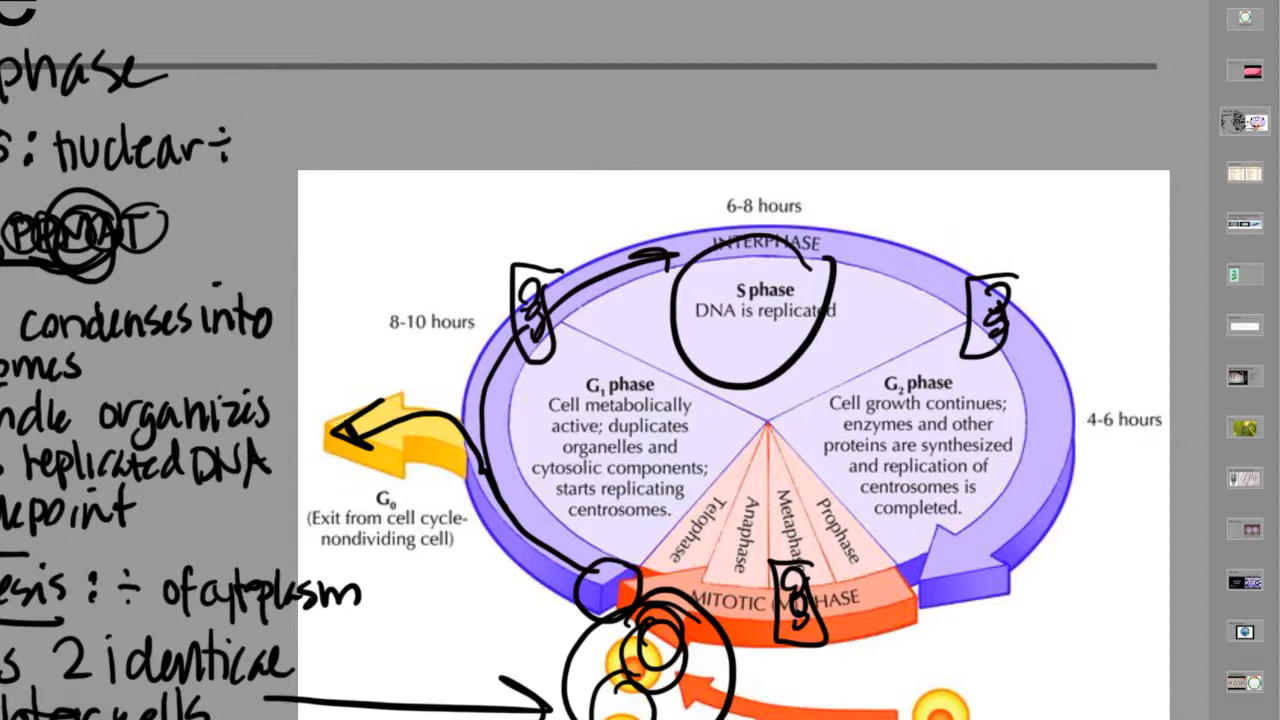 phase
: nuclear ÷
PPMAT
condenses into
omes
ndle organizis
replicated DNA
kpoint
esis : ÷ of cytoplasm
s 2 identicae
6-8 hours
INTERPHASE
S phase
DNA is replicated
8-10 hours
G₁ phase
Cell metabolically
active; duplicates
organelles and
cytosolic components;
starts replicating
centrosomes.
G₂ phase
Cell growth continues;
enzymes and other
proteins are synthesized
and replication of
centrosomes is
completed.
4-6 hours
G₀
(Exit from cell cycle-
nondividing cell)
Telophase
Anaphase
Metaphase
Prophase
MITOTIC (M) PHASE